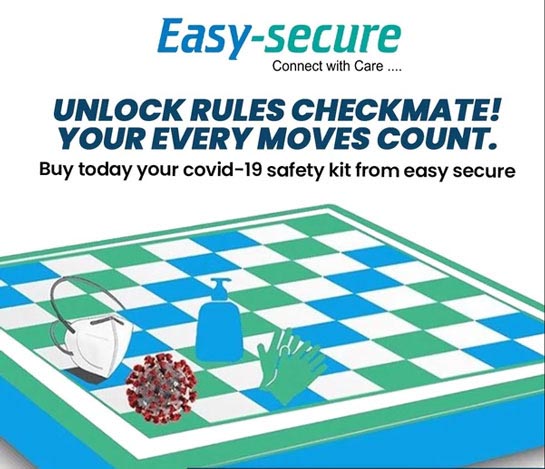 Easy-secure
Connect with Care ....
UNLOCK RULES CHECKMATE!
YOUR EVERY MOVES COUNT.
Buy today your covid-19 safety kit from easy secure